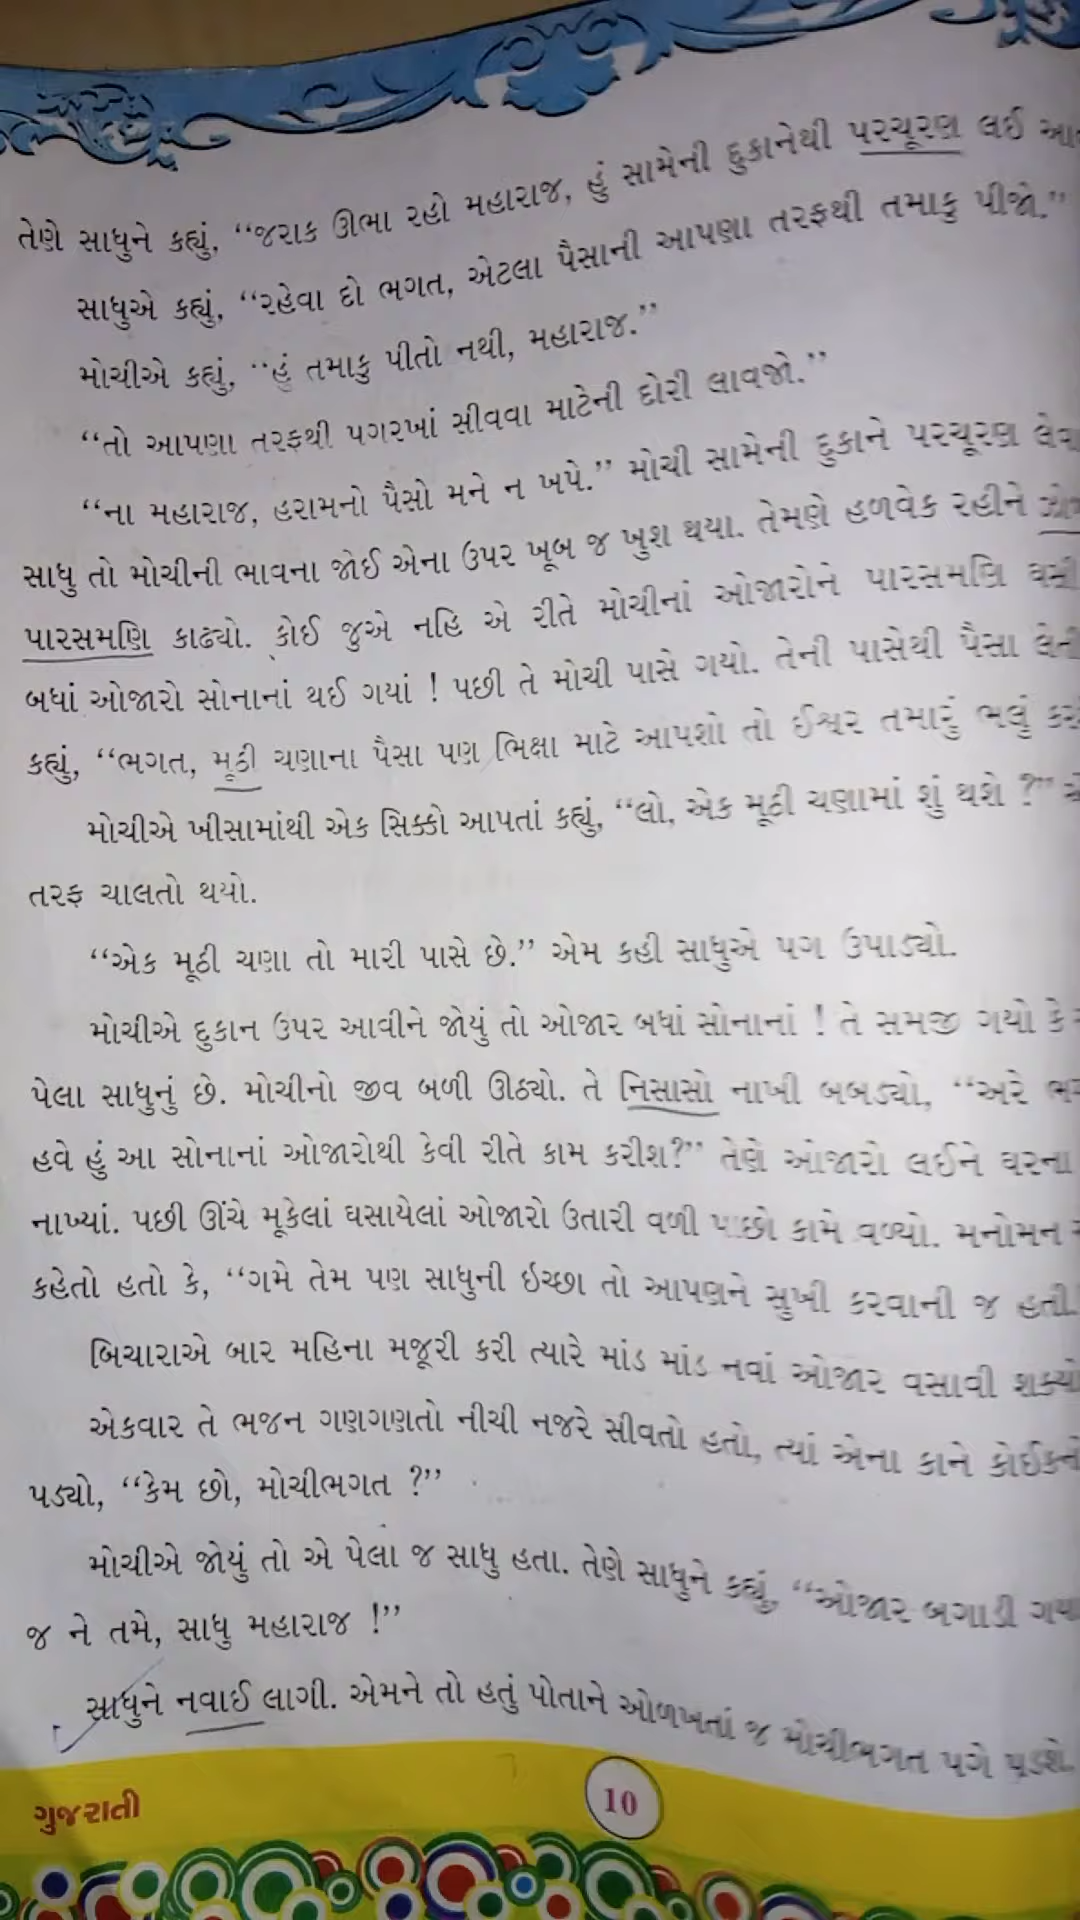 તેણે સાધુને કહ્યું, “જરાક ઊભા રહો મહારાજ, હું સામેની દુકાનેથી પરચૂરણ લઈ
સાધુએ કહ્યું, “રહેવા દો ભગત, એટલા પૈસાની આપણા તરફથી તમાકુ પીજો.”
મોચીએ કહ્યું, “હું તમાકુ પીતો નથી, મહારાજ.”
“તો આપણા તરફથી પગરખાં સીવવા માટેની દોરી લાવજો.”
“ના મહારાજ, હરામનો પૈસો મને ન ખપે.” મોચી સામેની દુકાને પરચૂરણ
સાધુ તો મોચીની ભાવના જોઈ એના ઉપર ખૂબ જ ખુશ થયા. તેમણે હળવેક રહીને
પારસમણિ કાઢ્યો. કોઈ જુએ નહિ એ રીતે મોચીનાં ઓજારોને પારસમણિ
બધાં ઓજારો સોનાનાં થઈ ગયાં ! પછી તે મોચી પાસે ગયો. તેની પાસેથી પૈસા
કહ્યું, “ભગત, મૂઠી ચણાના પૈસા પણ ભિક્ષા માટે આપશો તો ઈશ્વર તમારું ભલું
મોચીએ ખીસામાંથી એક સિક્કો આપતાં કહ્યું, “લો, એક મૂઠી ચણામાં શું થશે ?”
તરફ ચાલતો થયો.
“એક મૂઠી ચણા તો મારી પાસે છે.” એમ કહી સાધુએ પગ ઉપાડ્યો.
મોચીએ દુકાન ઉપર આવીને જોયું તો ઓજાર બધાં સોનાનાં ! તે સમજી ગયો કે
પેલા સાધુનું છે. મોચીનો જીવ બળી ઊઠ્યો. તે નિસાસો નાખી બબડ્યો, “અરે
હવે હું આ સોનાનાં ઓજારોથી કેવી રીતે કામ કરીશ?” તેણે ઓજારો લઈને ઘરના
નાખ્યાં. પછી ઊંચે મૂકેલાં ઘસાયેલાં ઓજારો ઉતારી વળી પાછો કામે વળ્યો. મનોમન
કહેતો હતો કે, “ગમે તેમ પણ સાધુની ઇચ્છા તો આપણને સુખી કરવાની જ હતી.
બિચારાએ બાર મહિના મજૂરી કરી ત્યારે માંડ માંડ નવાં ઓજાર વસાવી શક્યો
એકવાર તે ભજન ગણગણતો નીચી નજરે સીવતો હતો, ત્યાં એના કાને કોઈકનો
પડ્યો, “કેમ છો, મોચીભગત ?”
મોચીએ જોયું તો એ પેલા જ સાધુ હતા. તેણે સાધુને કહ્યું, “ઓજાર બગાડી ગયા
જ ને તમે, સાધુ મહારાજ !”
સાધુને નવાઈ લાગી. એમને તો હતું પોતાને ઓળખતાં જ મોચીભગત પગે પડશે.
ગુજરાતી
10